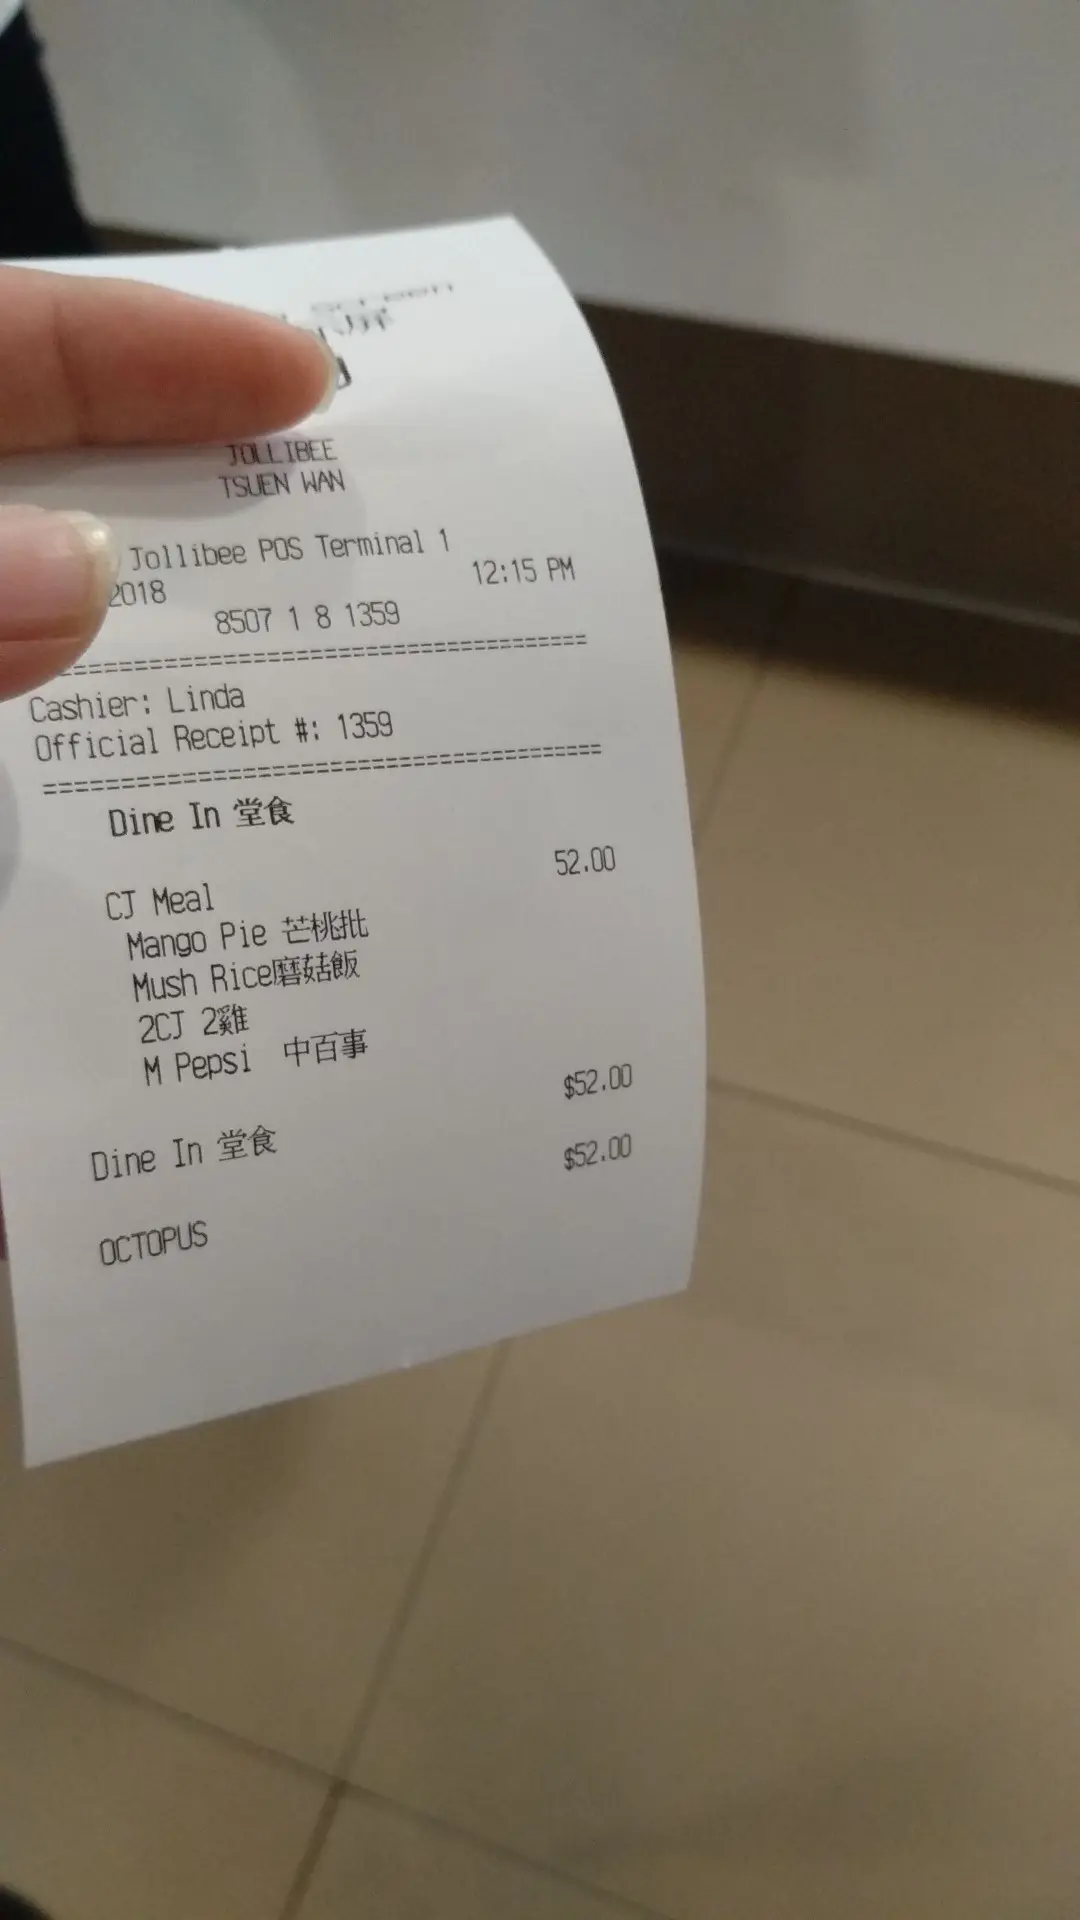 Screen
屏
JOLLIBEE
TSUEN WAN
Jollibee POS Terminal 1
2018 12:15 PM
8507 1 8 1359
======================================
Cashier: Linda
Official Receipt #: 1359
======================================
Dine In 堂食
CJ Meal 52.00
Mango Pie 芒桃批
Mush Rice磨菇飯
2CJ 2雞
M Pepsi 中百事
Dine In 堂食 $52.00
OCTOPUS $52.00